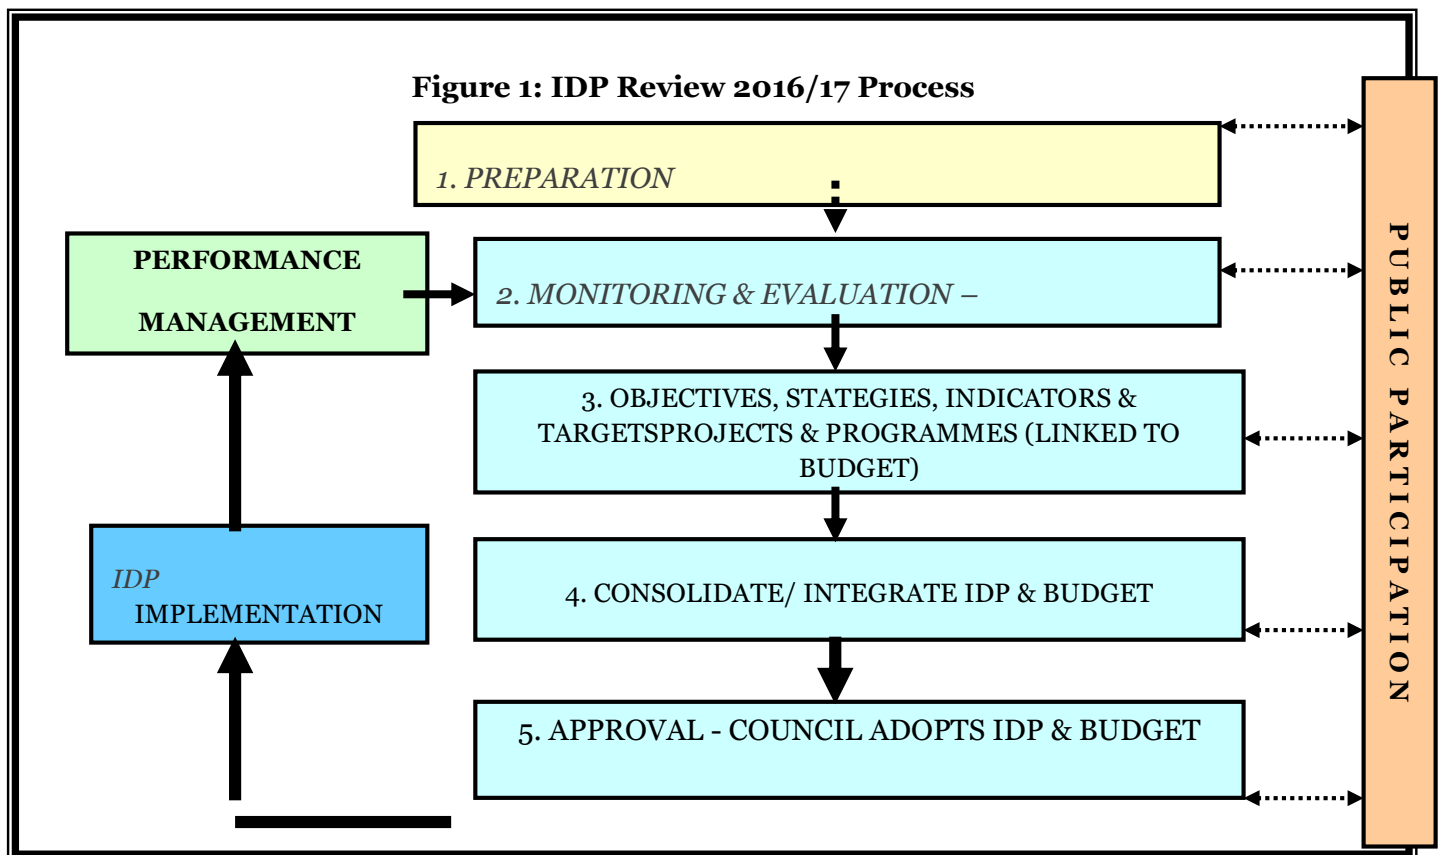 Figure 1: IDP Review 2016/17 Process
1. PREPARATION
PERFORMANCE
MANAGEMENT
2. MONITORING & EVALUATION –
3. OBJECTIVES, STATEGIES, INDICATORS &
TARGETSPROJECTS & PROGRAMMES (LINKED TO
BUDGET)
IDP
IMPLEMENTATION
4. CONSOLIDATE/ INTEGRATE IDP & BUDGET
5. APPROVAL - COUNCIL ADOPTS IDP & BUDGET
PUBLIC PARTICIPATION